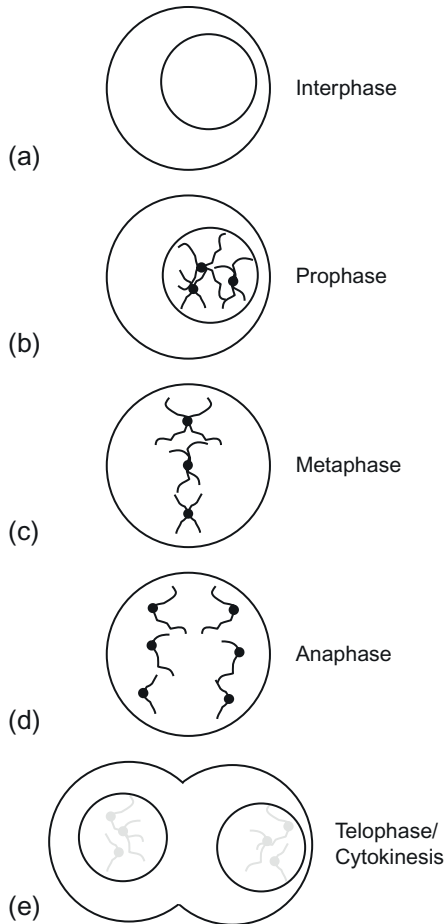 Interphase
(a)
Prophase
(b)
Metaphase
(c)
Anaphase
(d)
Telophase/
Cytokinesis
(e)